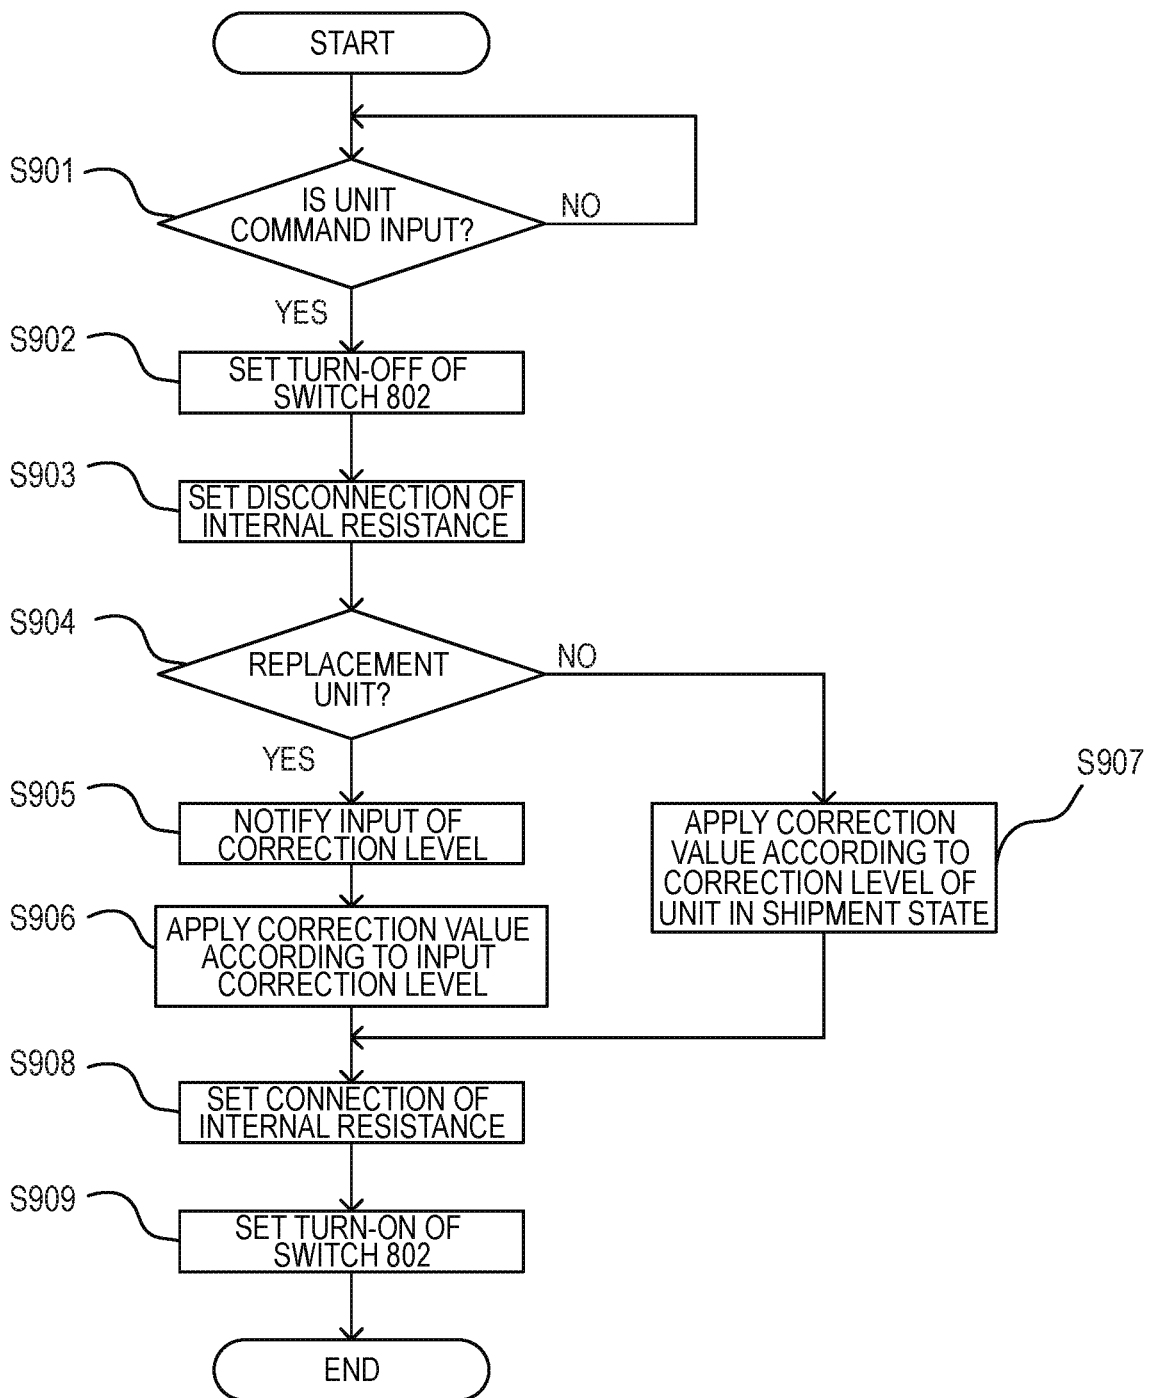 START
S901
IS UNIT
COMMAND INPUT?
NO
YES
S902
SET TURN-OFF OF
SWITCH 802
S903
SET DISCONNECTION OF
INTERNAL RESISTANCE
S904
REPLACEMENT
UNIT?
NO
YES
S905
NOTIFY INPUT OF
CORRECTION LEVEL
S907
APPLY CORRECTION
VALUE ACCORDING TO
CORRECTION LEVEL OF
UNIT IN SHIPMENT STATE
S906
APPLY CORRECTION VALUE
ACCORDING TO INPUT
CORRECTION LEVEL
S908
SET CONNECTION OF
INTERNAL RESISTANCE
S909
SET TURN-ON OF
SWITCH 802
END